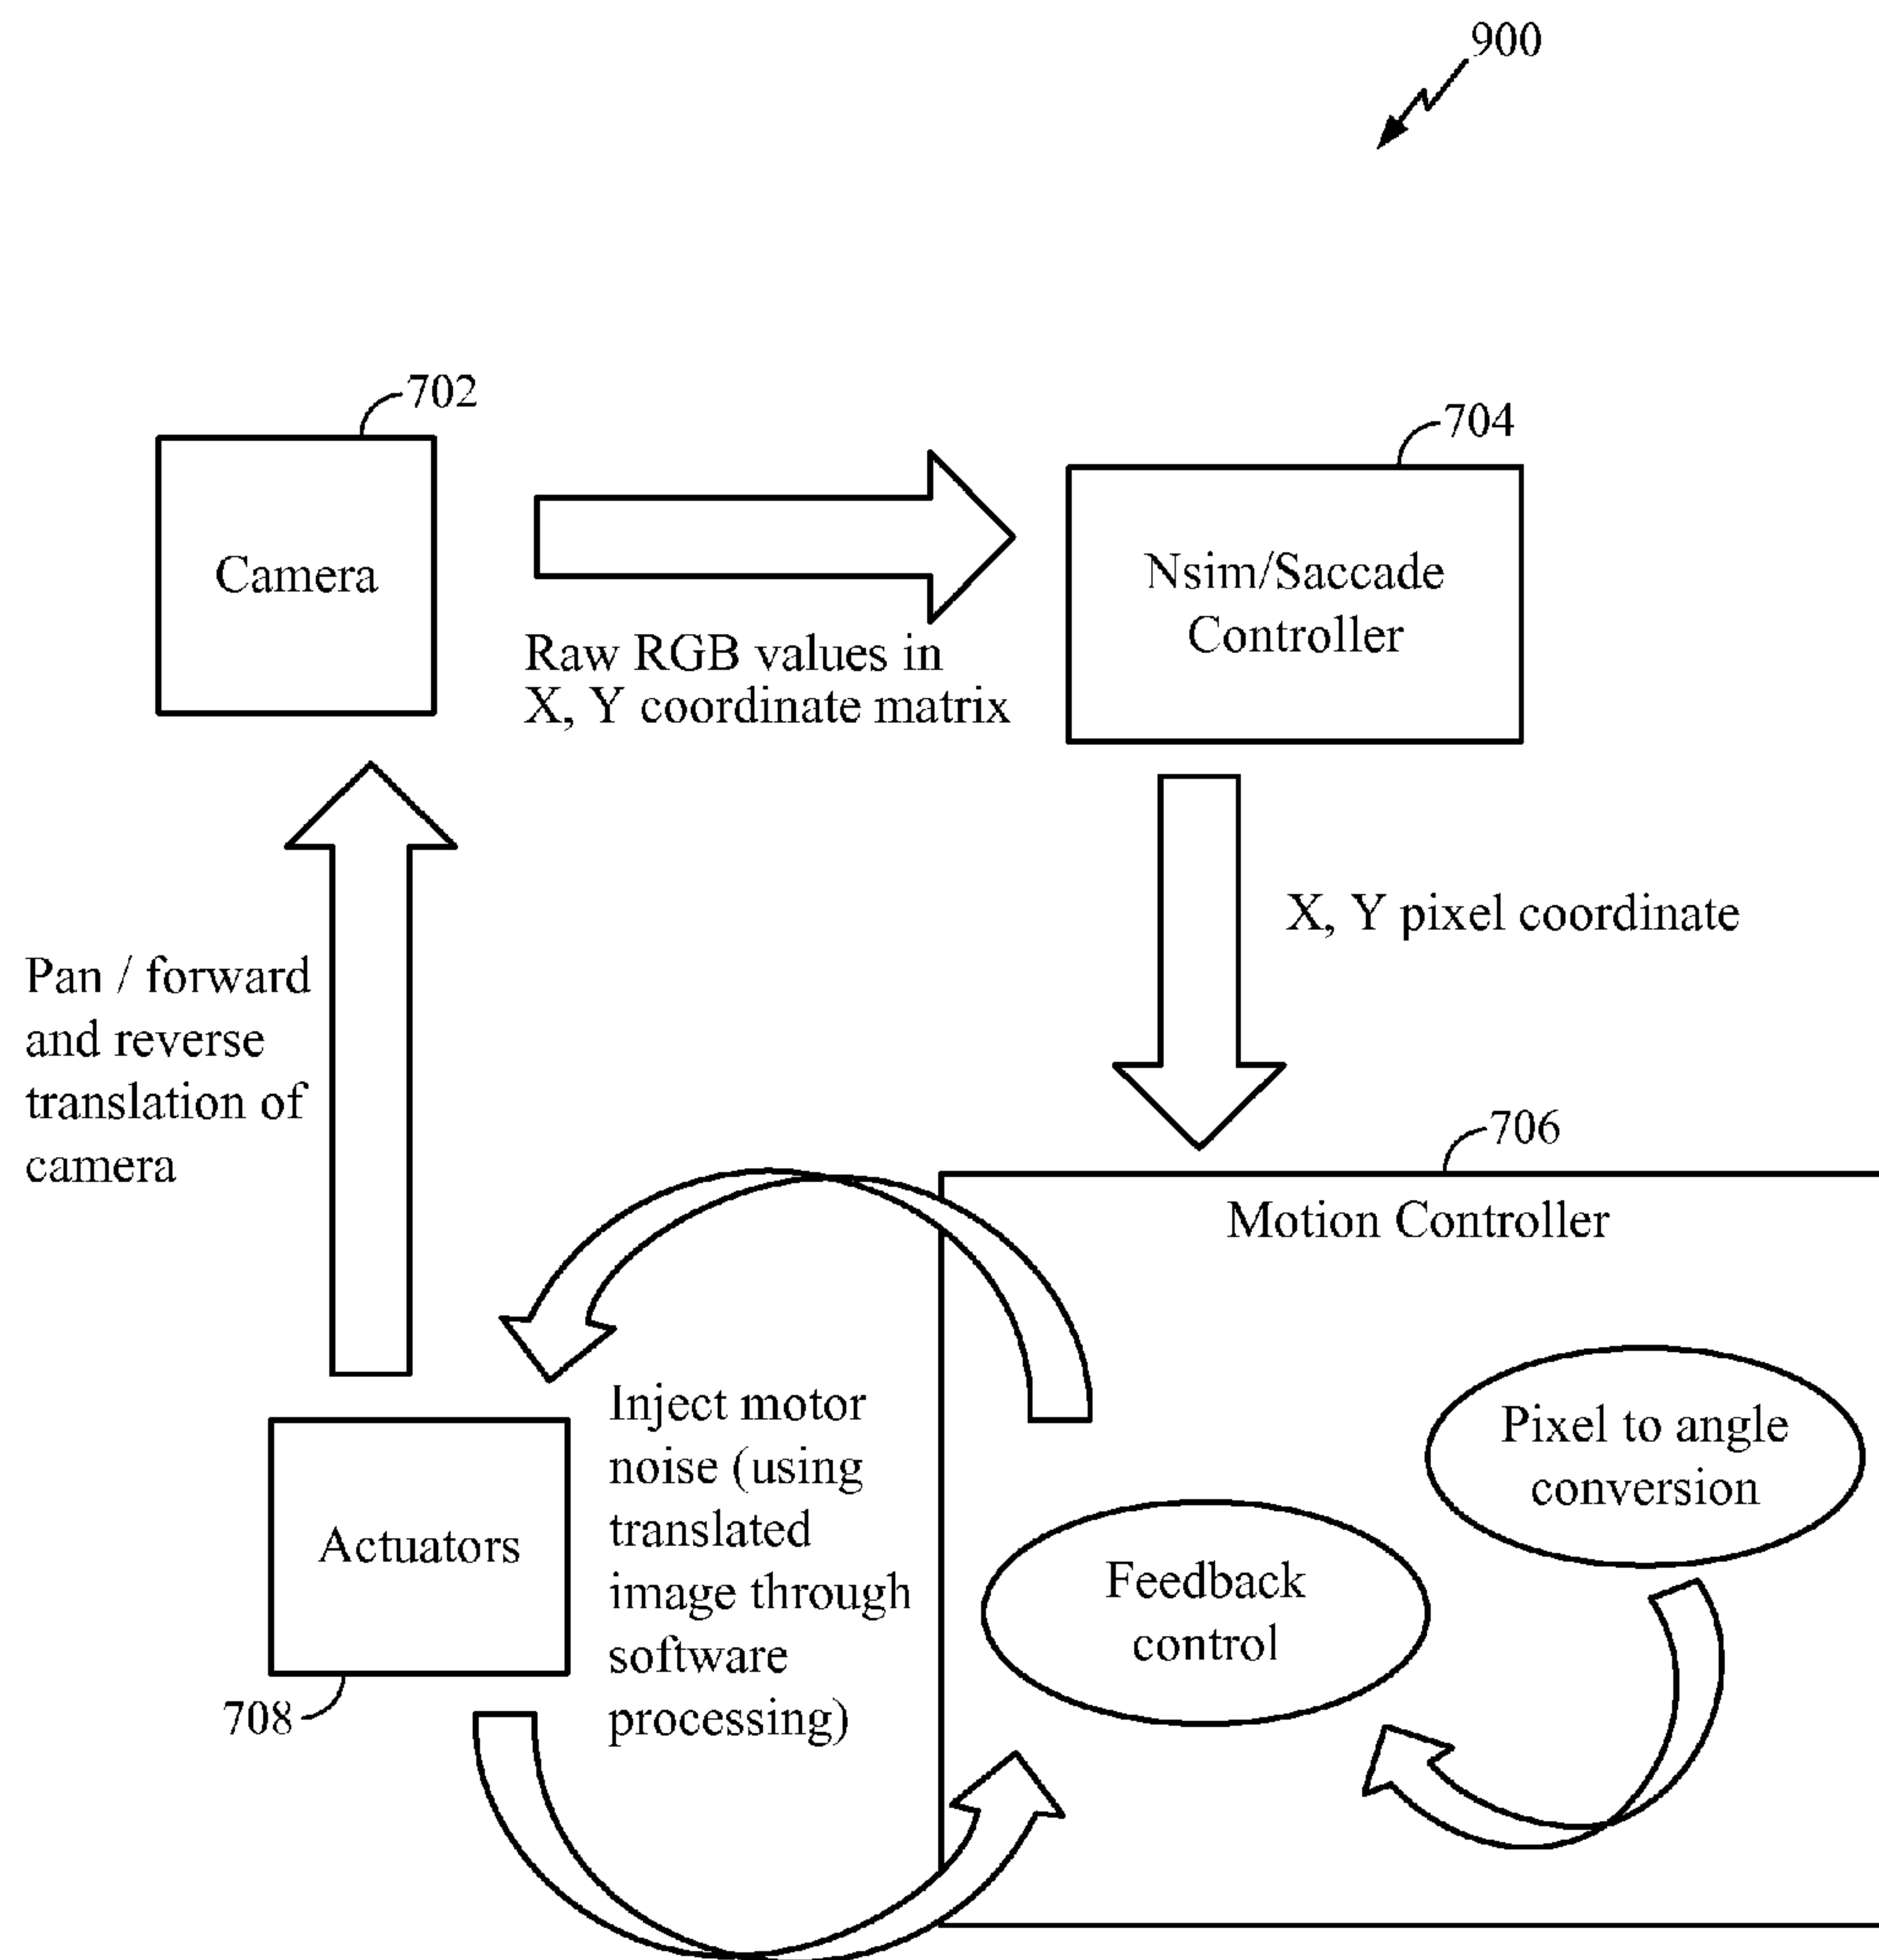 900
702
Camera
Raw RGB values in
X, Y coordinate matrix
704
Nsim/Saccade
Controller
X, Y pixel coordinate
Pan / forward
and reverse
translation of
camera
706
Motion Controller
Inject motor
noise (using
translated
image through
software
processing)
Actuators
708
Feedback
control
Pixel to angle
conversion